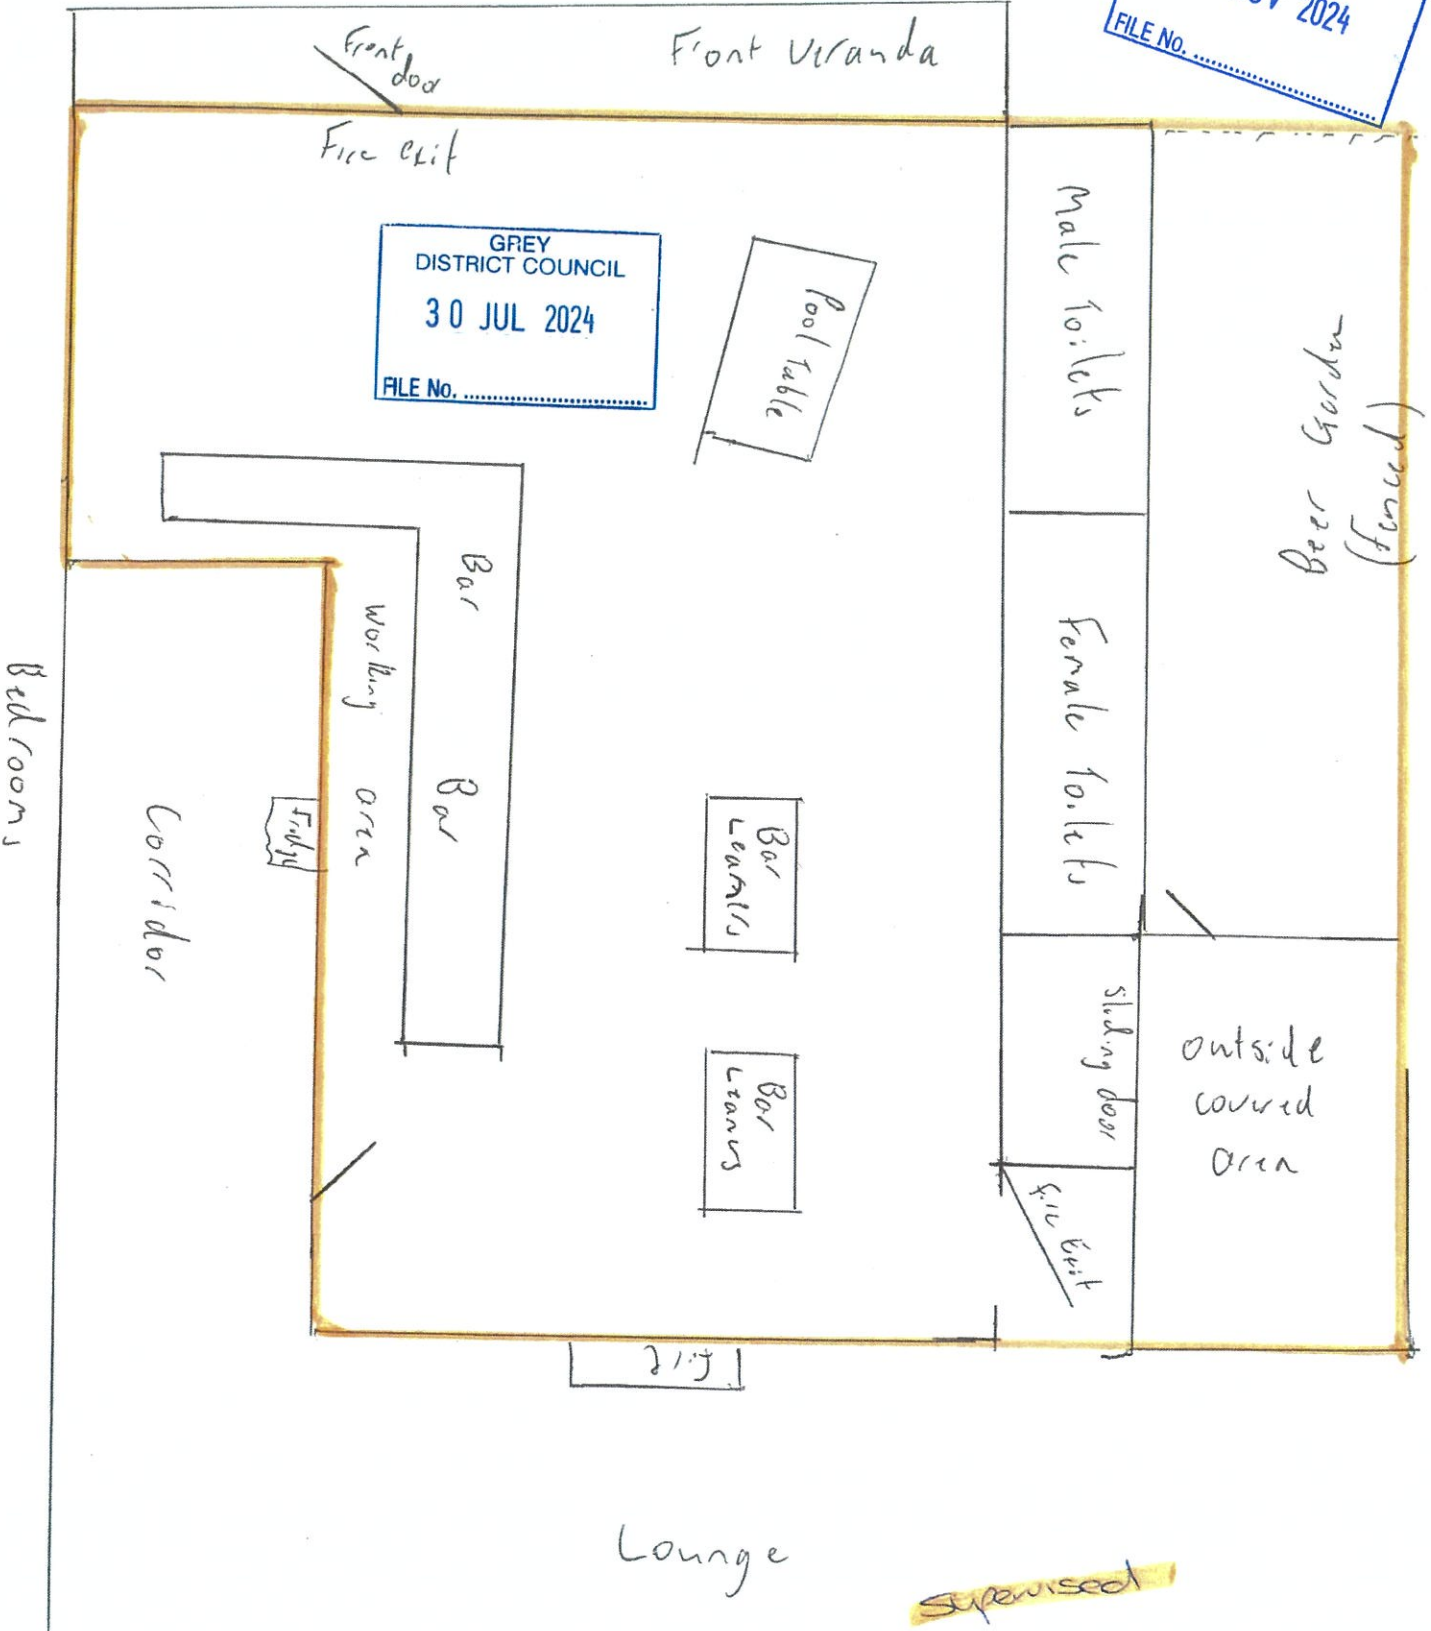 Front Veranda
Front
door
Fire exit
2024
FILE No.
GREY
DISTRICT COUNCIL
30 JUL 2024
FILE No.
Pool Table
Male Toilets
Beer Garden
(Fenced)
Bar
Working area
Bar
Female Toilets
Bedrooms
Corridor
Fridge
Bar
Leaners
Sliding door
outside
covered
area
Bar
Leaners
Fire Exit
Fire
Lounge
supervised